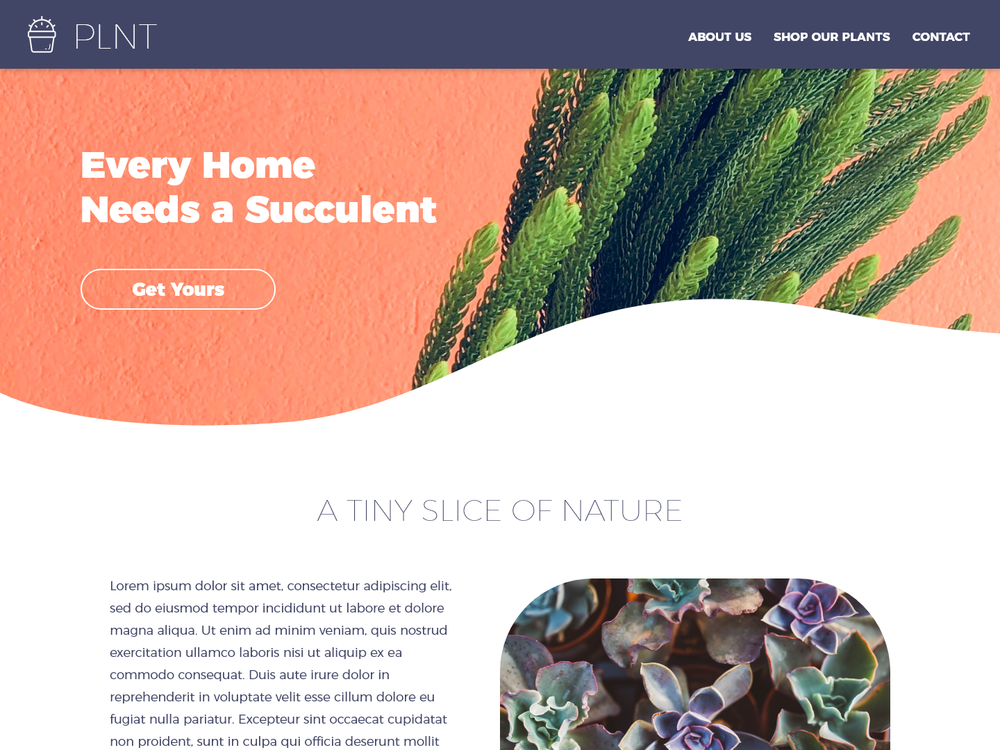 PLNT
ABOUT US
SHOP OUR PLANTS
CONTACT
Every Home
Needs a Succulent
Get Yours
A TINY SLICE OF NATURE
Lorem ipsum dolor sit amet, consectetur adipiscing elit,
sed do eiusmod tempor incididunt ut labore et dolore
magna aliqua. Ut enim ad minim veniam, quis nostrud
exercitation ullamco laboris nisi ut aliquip ex ea
commodo consequat. Duis aute irure dolor in
reprehenderit in voluptate velit esse cillum dolore eu
fugiat nulla pariatur. Excepteur sint occaecat cupidatat
non proident, sunt in culpa qui officia deserunt mollit